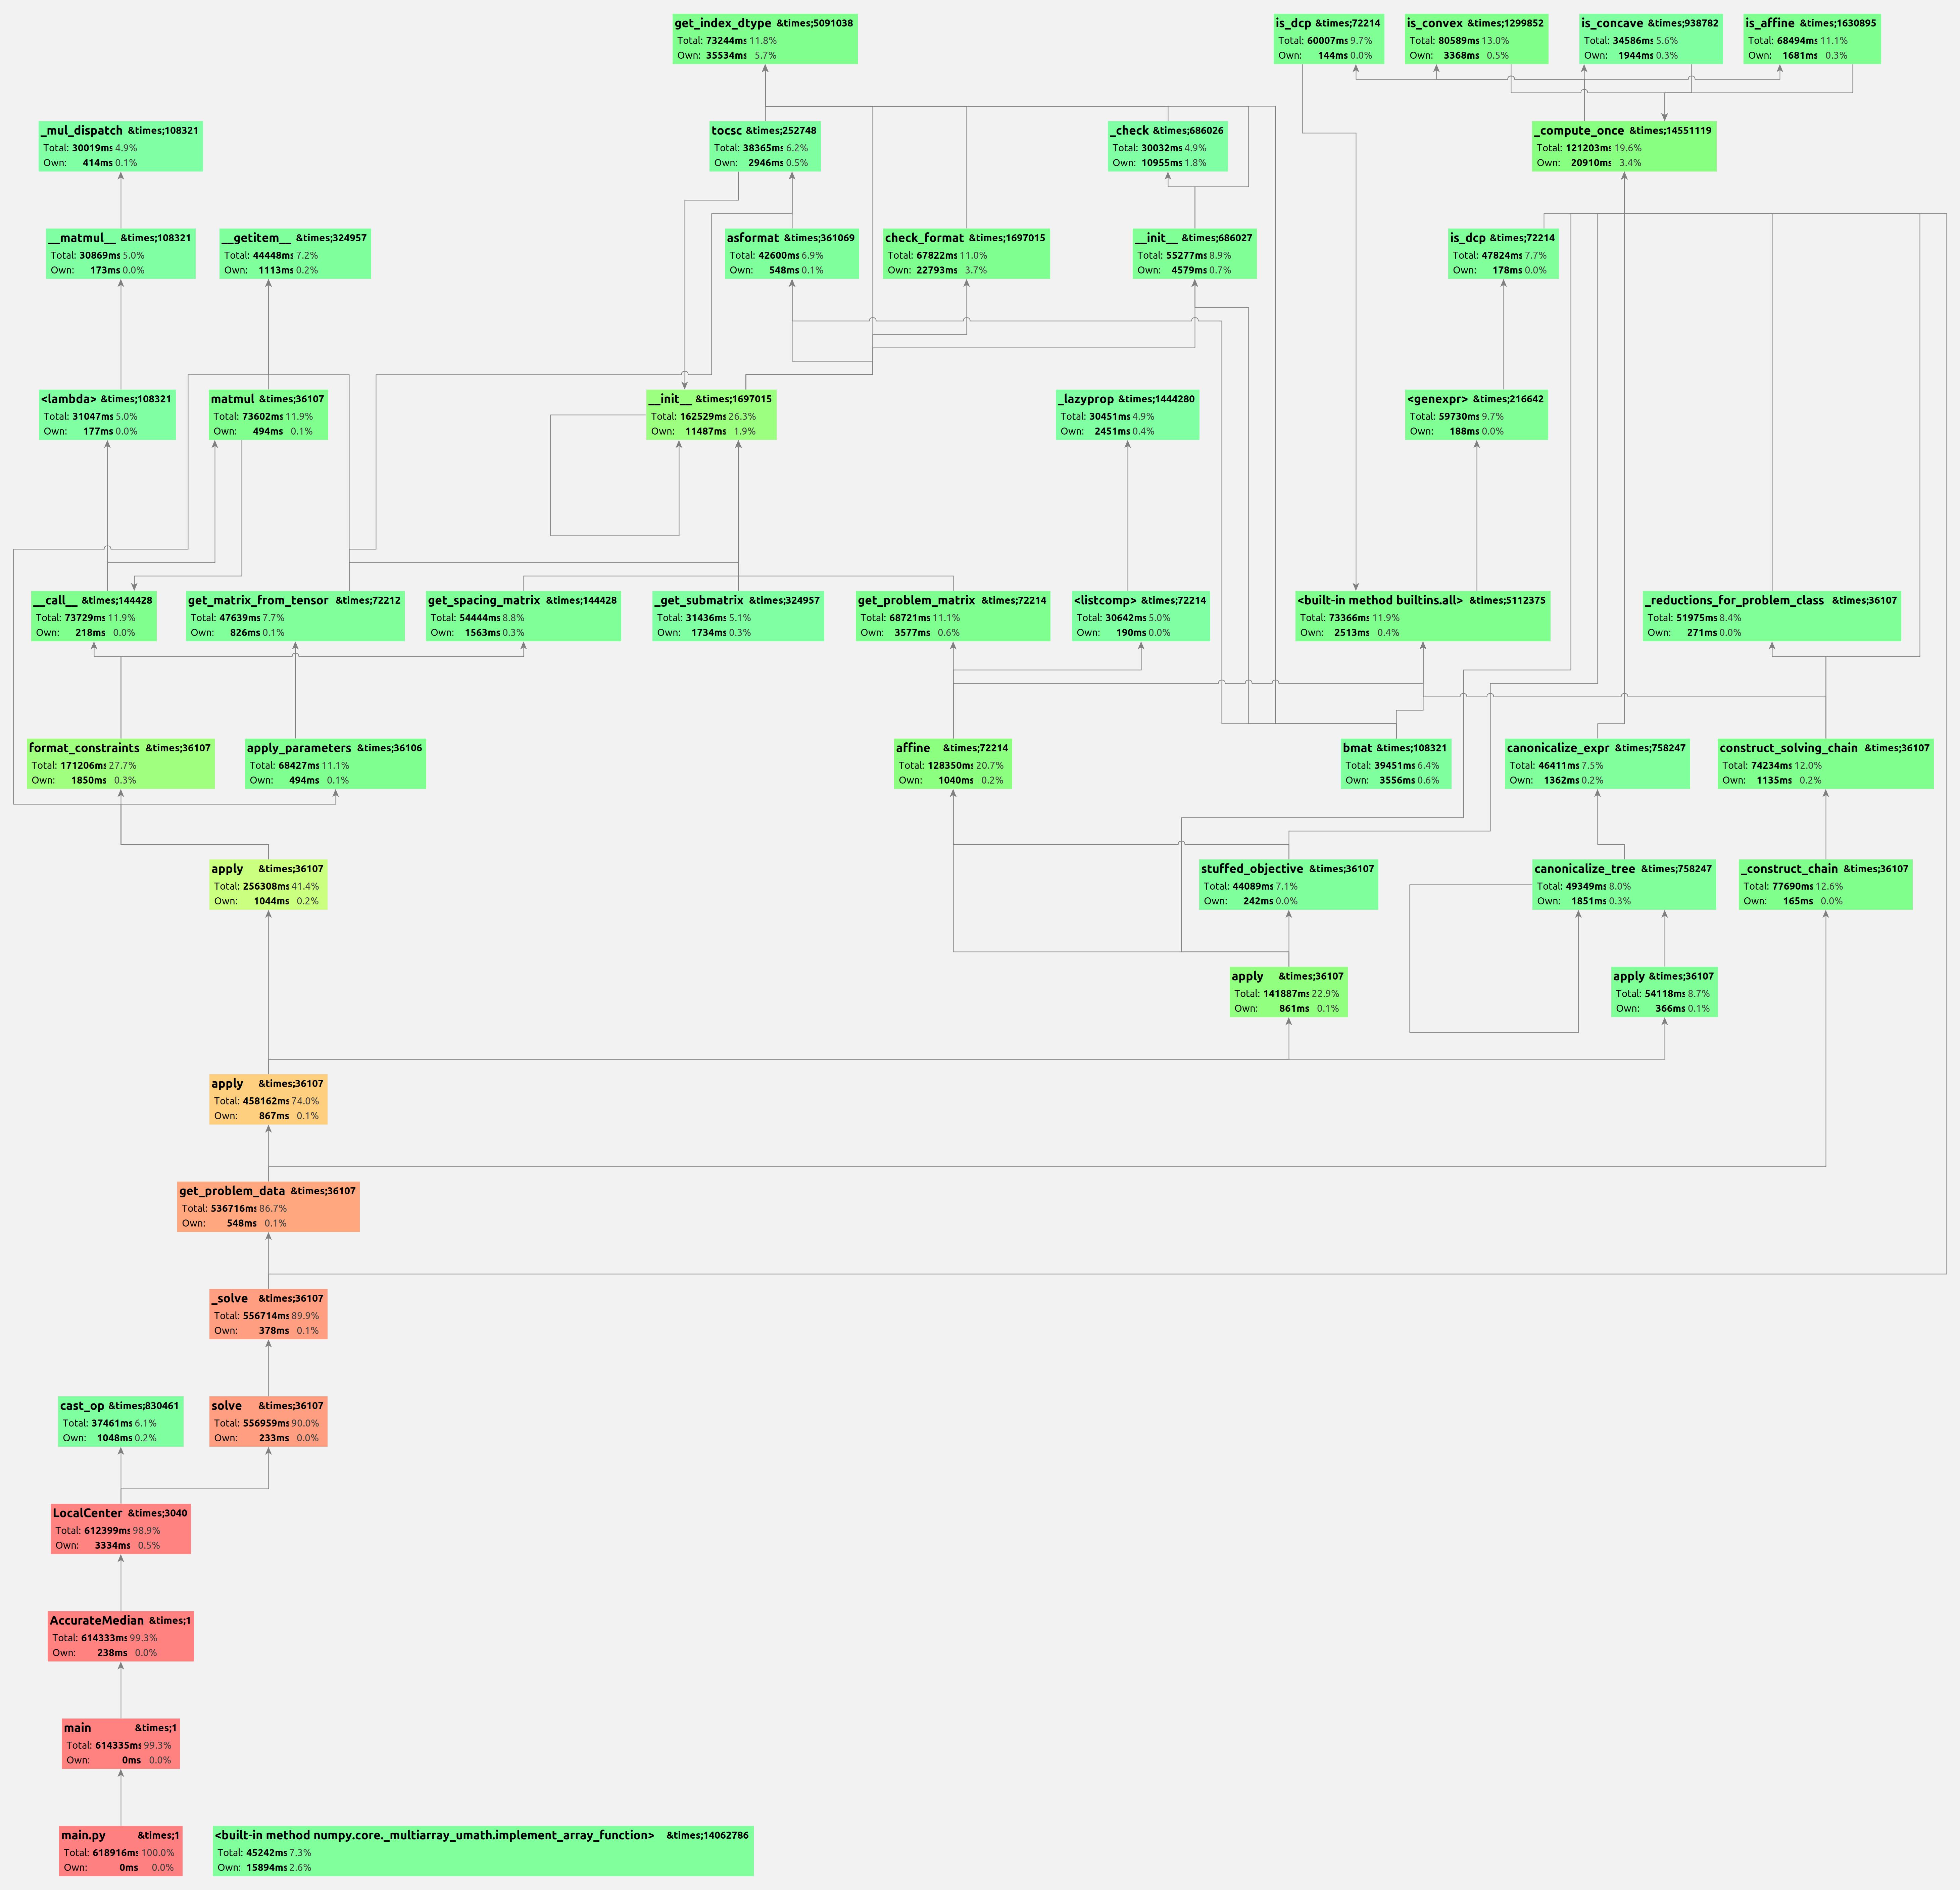 get_index_dtype &times;5091038
Total: 73244ms 11.8%
Own: 35534ms 5.7%
is_dcp &times;72214
Total: 60007ms 9.7%
Own: 144ms 0.0%
is_convex &times;1299852
Total: 80589ms 13.0%
Own: 3368ms 0.5%
is_concave &times;938782
Total: 34586ms 5.6%
Own: 1944ms 0.3%
is_affine &times;1630895
Total: 68494ms 11.1%
Own: 1681ms 0.3%
_mul_dispatch &times;108321
Total: 30019ms 4.9%
Own: 414ms 0.1%
tocsc &times;252748
Total: 38365ms 6.2%
Own: 2946ms 0.5%
_check &times;686026
Total: 30032ms 4.9%
Own: 10955ms 1.8%
_compute_once &times;14551119
Total: 121203ms 19.6%
Own: 20910ms 3.4%
__matmul__ &times;108321
Total: 30869ms 5.0%
Own: 173ms 0.0%
__getitem__ &times;324957
Total: 44448ms 7.2%
Own: 1113ms 0.2%
asformat &times;361069
Total: 42600ms 6.9%
Own: 548ms 0.1%
check_format &times;1697015
Total: 67822ms 11.0%
Own: 22793ms 3.7%
__init__ &times;686027
Total: 55277ms 8.9%
Own: 4579ms 0.7%
is_dcp &times;72214
Total: 47824ms 7.7%
Own: 178ms 0.0%
<lambda> &times;108321
Total: 31047ms 5.0%
Own: 177ms 0.0%
matmul &times;36107
Total: 73602ms 11.9%
Own: 494ms 0.1%
__init__ &times;1697015
Total: 162529ms 26.3%
Own: 11487ms 1.9%
_lazyprop &times;1444280
Total: 30451ms 4.9%
Own: 2451ms 0.4%
<genexpr> &times;216642
Total: 59730ms 9.7%
Own: 188ms 0.0%
__call__ &times;144428
Total: 73729ms 11.9%
Own: 218ms 0.0%
get_matrix_from_tensor &times;72212
Total: 47639ms 7.7%
Own: 826ms 0.1%
get_spacing_matrix &times;144428
Total: 54444ms 8.8%
Own: 1563ms 0.3%
_get_submatrix &times;324957
Total: 31436ms 5.1%
Own: 1734ms 0.3%
get_problem_matrix &times;72214
Total: 68721ms 11.1%
Own: 3577ms 0.6%
<listcomp> &times;72214
Total: 30642ms 5.0%
Own: 190ms 0.0%
<built-in method builtins.all> &times;5112375
Total: 73366ms 11.9%
Own: 2513ms 0.4%
_reductions_for_problem_class &times;36107
Total: 51975ms 8.4%
Own: 271ms 0.0%
format_constraints &times;36107
Total: 171206ms 27.7%
Own: 1850ms 0.3%
apply_parameters &times;36106
Total: 68427ms 11.1%
Own: 494ms 0.1%
affine &times;72214
Total: 128350ms 20.7%
Own: 1040ms 0.2%
bmat &times;108321
Total: 39451ms 6.4%
Own: 3556ms 0.6%
canonicalize_expr &times;758247
Total: 46411ms 7.5%
Own: 1362ms 0.2%
construct_solving_chain &times;36107
Total: 74234ms 12.0%
Own: 1135ms 0.2%
apply &times;36107
Total: 256308ms 41.4%
Own: 1044ms 0.2%
stuffed_objective &times;36107
Total: 44089ms 7.1%
Own: 242ms 0.0%
canonicalize_tree &times;758247
Total: 49349ms 8.0%
Own: 1851ms 0.3%
_construct_chain &times;36107
Total: 77690ms 12.6%
Own: 165ms 0.0%
apply &times;36107
Total: 141887ms 22.9%
Own: 861ms 0.1%
apply &times;36107
Total: 54118ms 8.7%
Own: 366ms 0.1%
apply &times;36107
Total: 458162ms 74.0%
Own: 867ms 0.1%
get_problem_data &times;36107
Total: 536716ms 86.7%
Own: 548ms 0.1%
_solve &times;36107
Total: 556714ms 89.9%
Own: 378ms 0.1%
cast_op &times;830461
Total: 37461ms 6.1%
Own: 1048ms 0.2%
solve &times;36107
Total: 556959ms 90.0%
Own: 233ms 0.0%
LocalCenter &times;3040
Total: 612399ms 98.9%
Own: 3334ms 0.5%
AccurateMedian &times;1
Total: 614333ms 99.3%
Own: 238ms 0.0%
main &times;1
Total: 614335ms 99.3%
Own: 0ms 0.0%
main.py &times;1
Total: 618916ms 100.0%
Own: 0ms 0.0%
<built-in method numpy.core._multiarray_umath.implement_array_function> &times;14062786
Total: 45242ms 7.3%
Own: 15894ms 2.6%